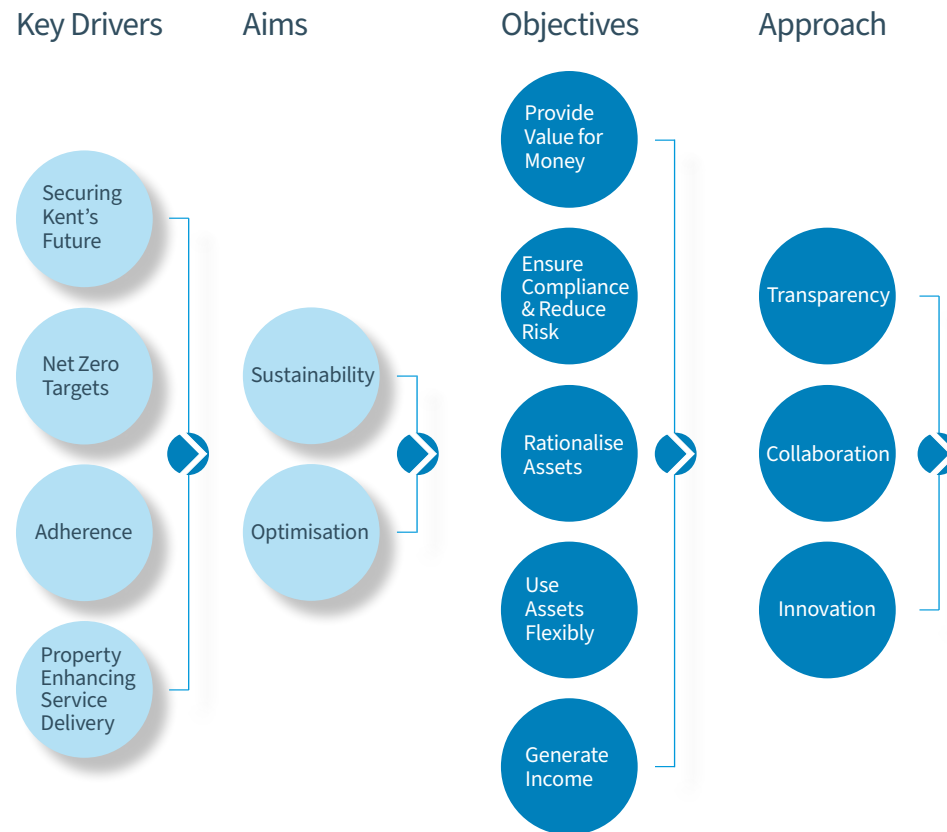 Key Drivers
Aims
Objectives
Approach
Securing
Kent’s
Future
Net Zero
Targets
Adherence
Property
Enhancing
Service
Delivery
Sustainability
Optimisation
Provide
Value for
Money
Ensure
Compliance
& Reduce
Risk
Rationalise
Assets
Use
Assets
Flexibly
Generate
Income
Transparency
Collaboration
Innovation